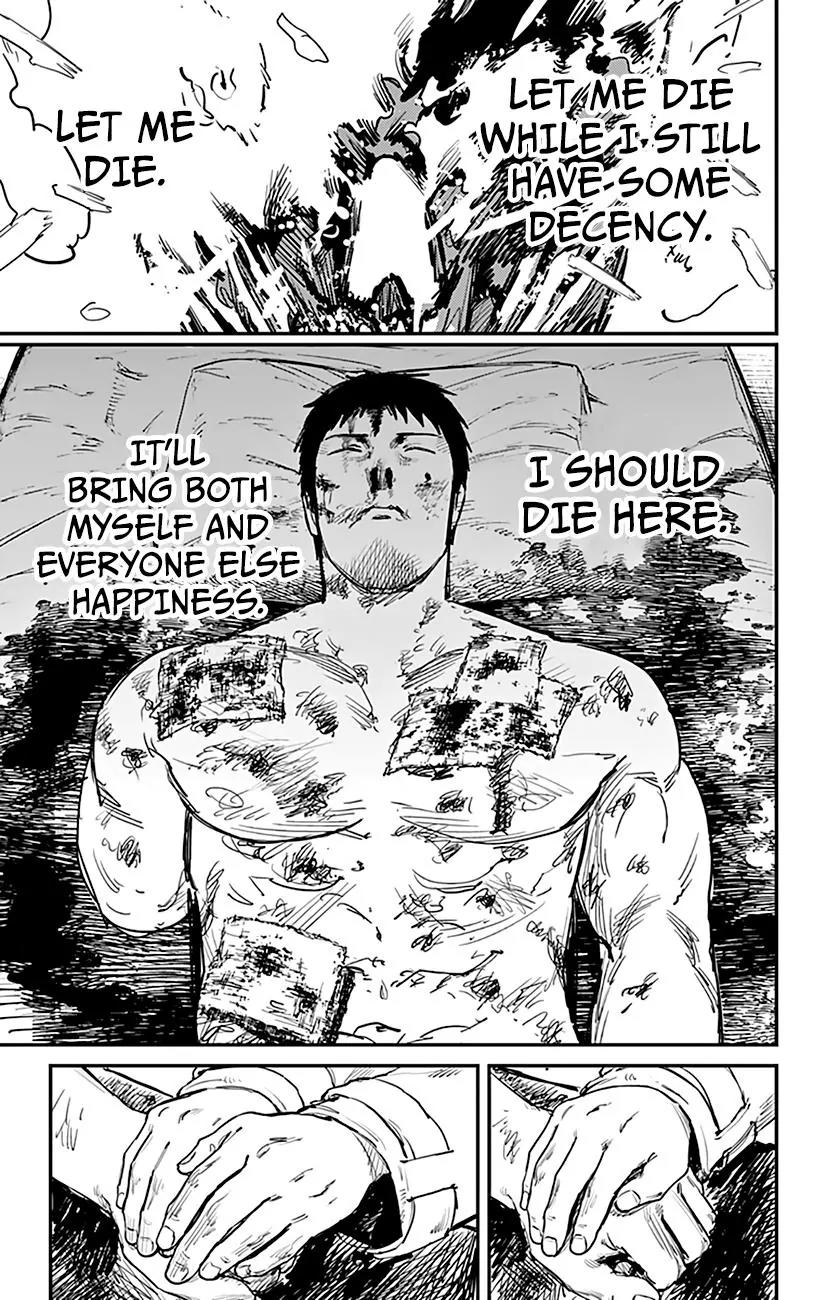 LET ME DIE
WHILE I STILL
HAVE SOME
DECENCY.
LET ME
DIE.
I SHOULD
DIE HERE.
IT'LL
BRING BOTH
MYSELF AND
EVERYONE ELSE
HAPPINESS.